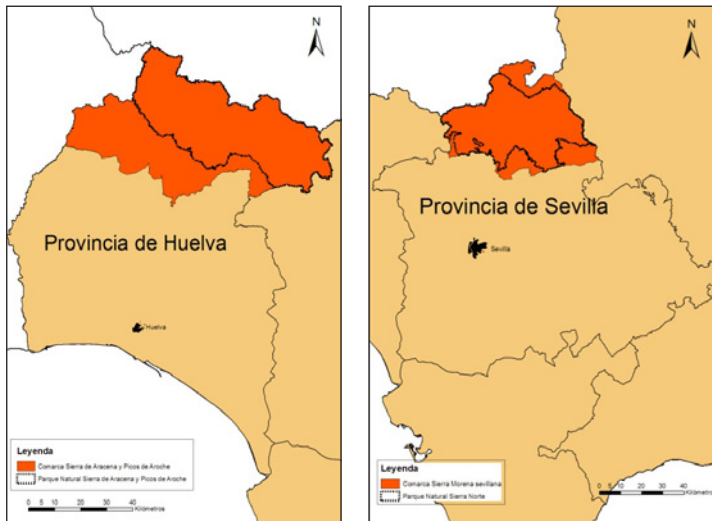 N
Provincia de Huelva
Huelva
Leyenda
Comarca Sierra de Aracena y Picos de Aroche
Parque Natural Sierra de Aracena y Picos de Aroche
0 5 10 20 30 40
Kilómetros
N
Provincia de Sevilla
Sevilla
Leyenda
Comarca Sierra Morena sevillana
Parque Natural Sierra Norte
0 5 10 20 30 40
Kilómetros